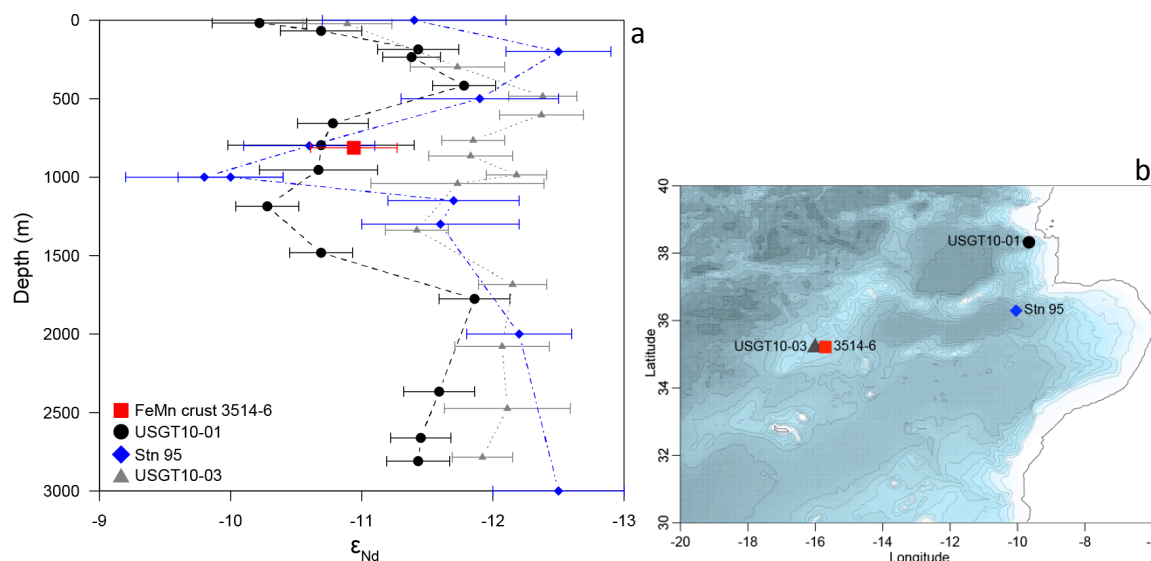 a
0
500
1000
1500
2000
2500
3000
Depth (m)
FeMn crust 3514-6
USGT10-01
Stn 95
USGT10-03
-9
-10
-11
-12
-13
εNd
b
40
38
36
34
32
30
Latitude
USGT10-01
Stn 95
USGT10-03
3514-6
-20
-18
-16
-14
-12
-10
-8
-6
Longitude